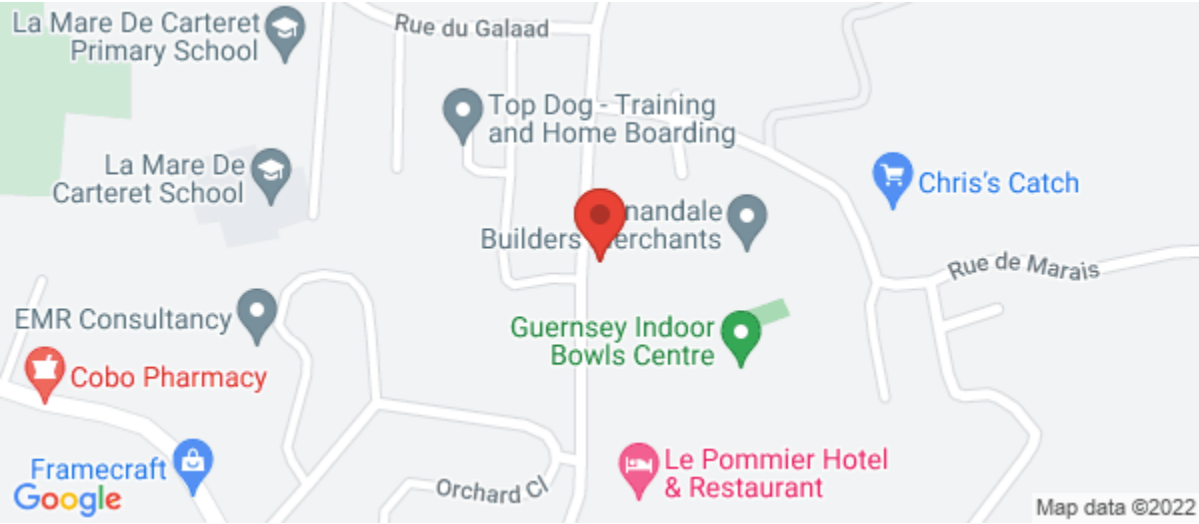 La Mare De Carteret
Primary School
Rue du Galaad
Top Dog - Training
and Home Boarding
La Mare De
Carteret School
Chris's Catch
Builders
Merchants
Rue de Marais
EMR Consultancy
Guernsey Indoor
Bowls Centre
Cobo Pharmacy
Framecraft
Le Pommier Hotel
& Restaurant
Orchard Cl
Google
Map data ©2022